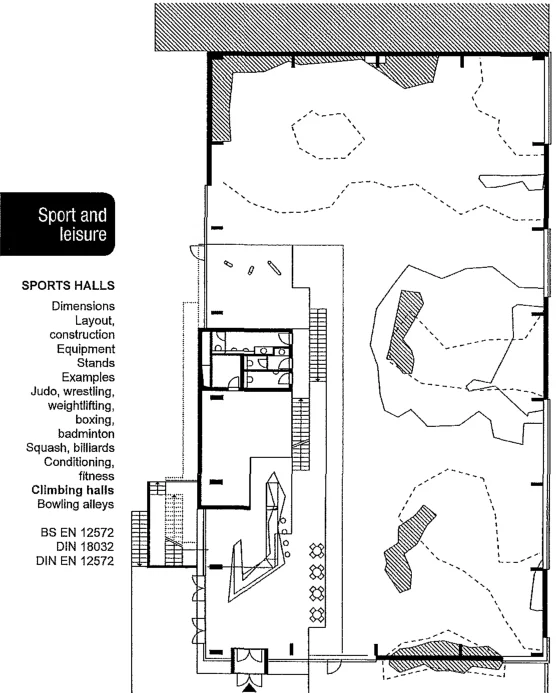 Sport and
leisure
SPORTS HALLS
Dimensions
Layout,
construction
Equipment
Stands
Examples
Judo, wrestling,
weightlifting,
boxing,
badminton
Squash, billiards
Conditioning,
fitness
Climbing halls
Bowling alleys
BS EN 12572
DIN 18032
DIN EN 12572